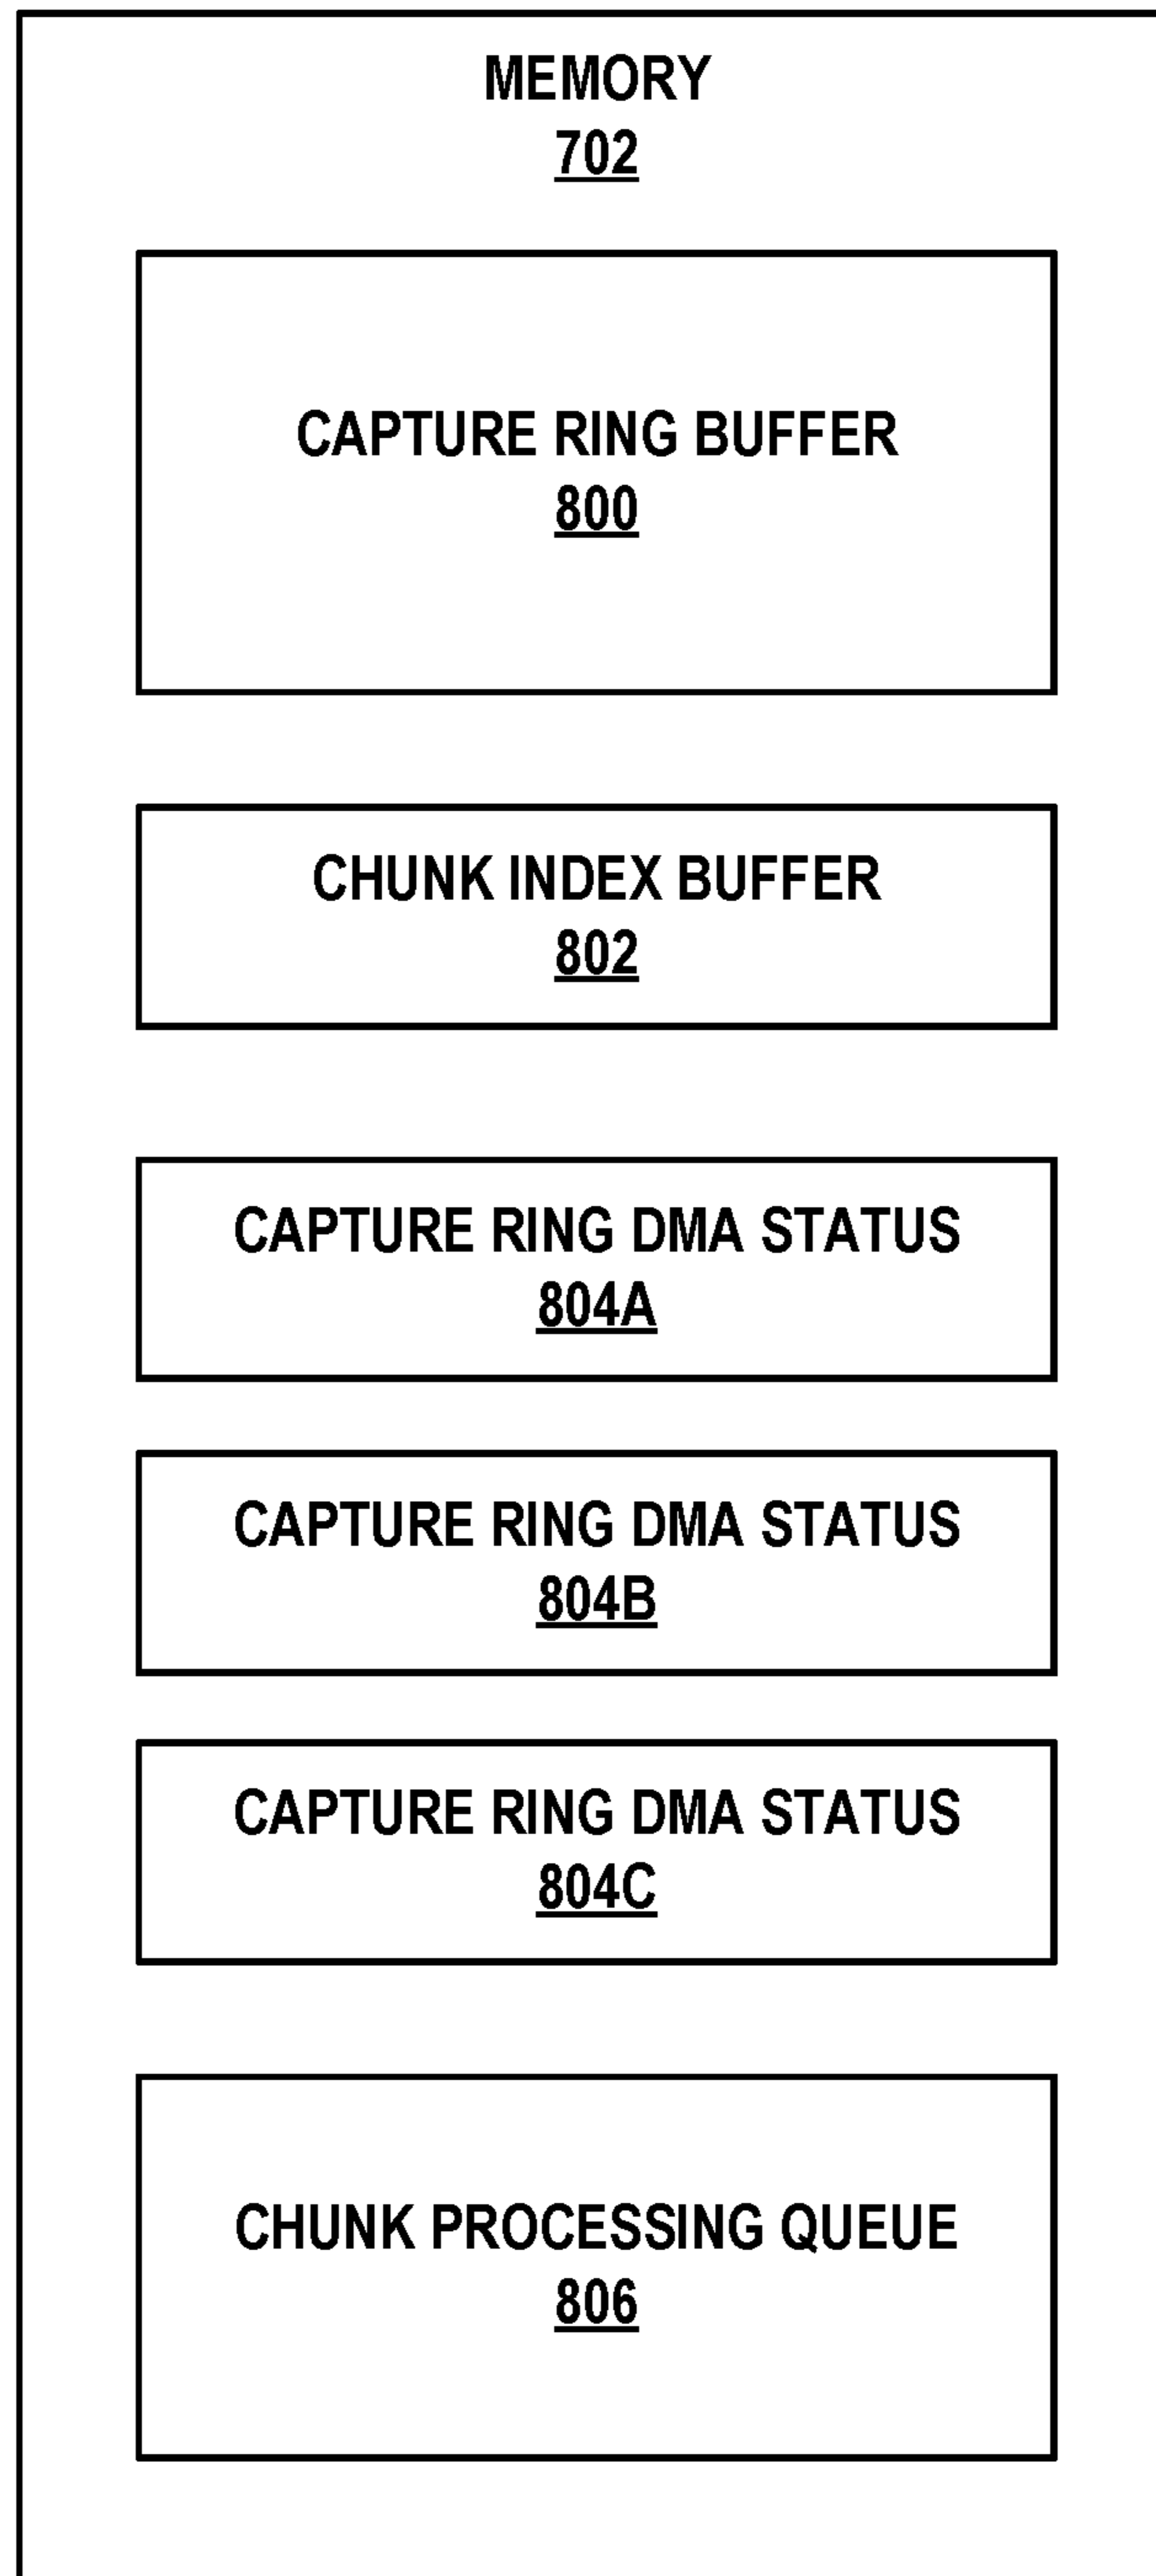 MEMORY
702
CAPTURE RING BUFFER
800
CHUNK INDEX BUFFER
802
CAPTURE RING DMA STATUS
804A
CAPTURE RING DMA STATUS
804B
CAPTURE RING DMA STATUS
804C
CHUNK PROCESSING QUEUE
806